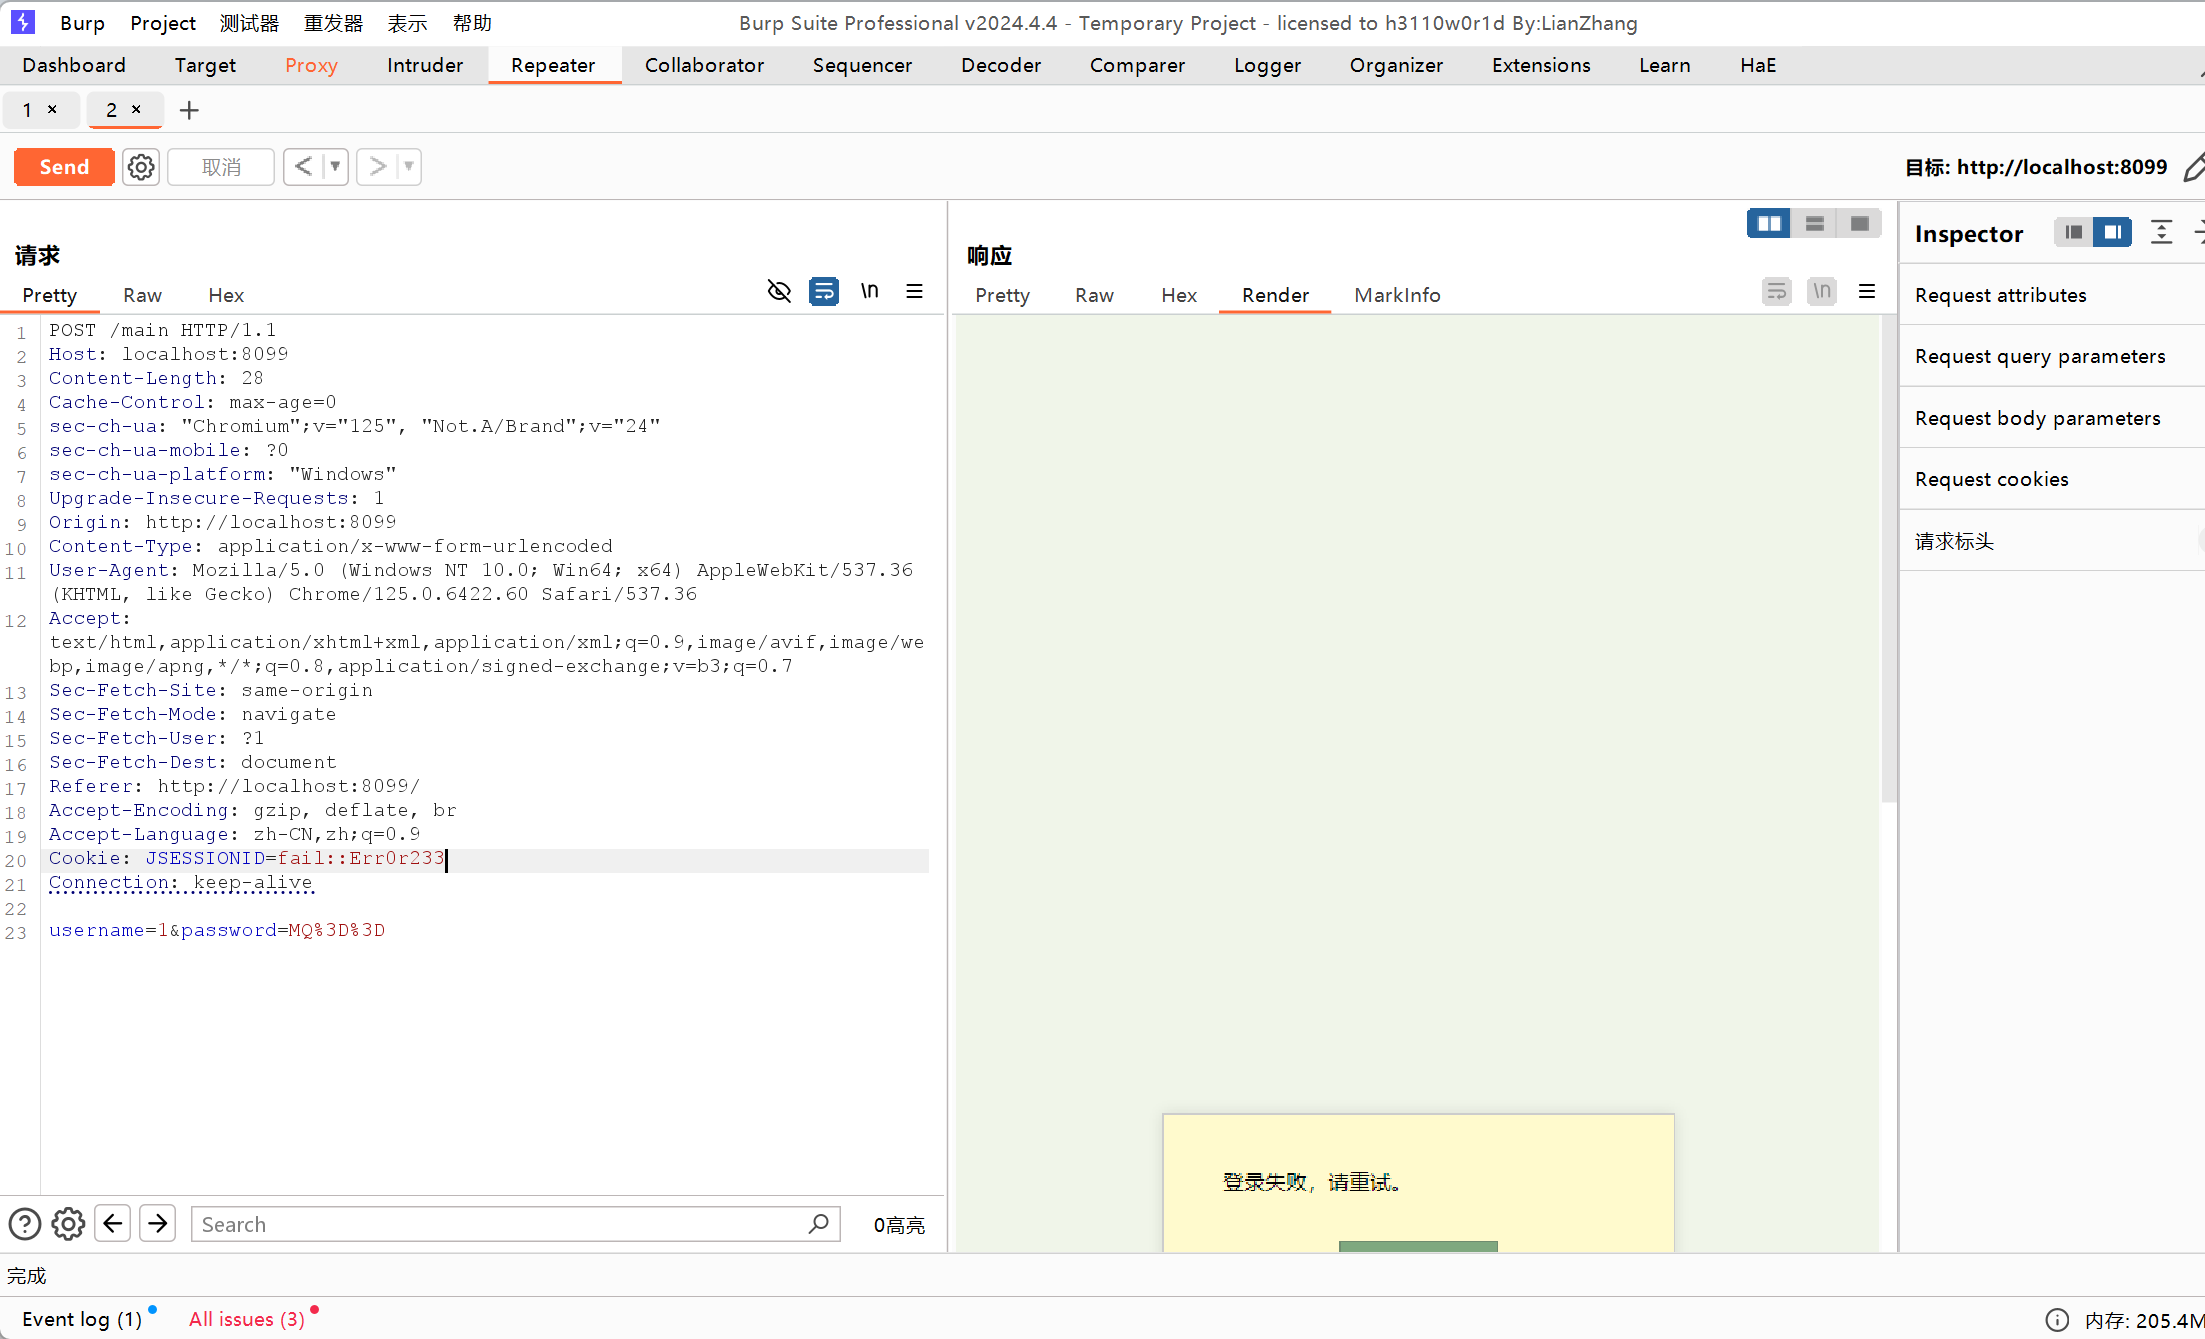 Burp Project 测试器 重发器 表示 帮助 Burp Suite Professional v2024.4.4 - Temporary Project - licensed to h3110w0r1d By:LianZhang
Dashboard Target Proxy Intruder Repeater Collaborator Sequencer Decoder Comparer Logger Organizer Extensions Learn HaE
1 × 2 × +
Send 取消 < ▼ > ▼ 目标: http://localhost:8099
请求
Pretty Raw Hex \n
1 POST /main HTTP/1.1
2 Host: localhost:8099
3 Content-Length: 28
4 Cache-Control: max-age=0
5 sec-ch-ua: "Chromium";v="125", "Not.A/Brand";v="24"
6 sec-ch-ua-mobile: ?0
7 sec-ch-ua-platform: "Windows"
8 Upgrade-Insecure-Requests: 1
9 Origin: http://localhost:8099
10 Content-Type: application/x-www-form-urlencoded
11 User-Agent: Mozilla/5.0 (Windows NT 10.0; Win64; x64) AppleWebKit/537.36
(KHTML, like Gecko) Chrome/125.0.6422.60 Safari/537.36
12 Accept:
text/html,application/xhtml+xml,application/xml;q=0.9,image/avif,image/we
bp,image/apng,*/*;q=0.8,application/signed-exchange;v=b3;q=0.7
13 Sec-Fetch-Site: same-origin
14 Sec-Fetch-Mode: navigate
15 Sec-Fetch-User: ?1
16 Sec-Fetch-Dest: document
17 Referer: http://localhost:8099/
18 Accept-Encoding: gzip, deflate, br
19 Accept-Language: zh-CN,zh;q=0.9
20 Cookie: JSESSIONID=fail::Err0r233
21 Connection: keep-alive
22
23 username=1&password=MQ%3D%3D
Search 0高亮
响应
Pretty Raw Hex Render MarkInfo \n
登录失败，请重试。
Inspector
Request attributes
Request query parameters
Request body parameters
Request cookies
请求标头
完成
Event log (1) All issues (3) 内存: 205.4M